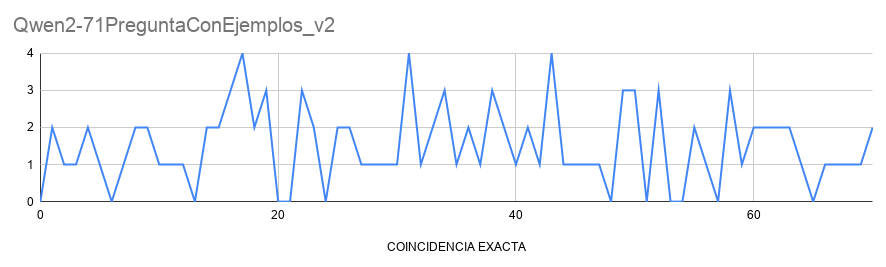 Qwen2-71PreguntaConEjemplos_v2
4
3
2
1
0
0 20 40 60
COINCIDENCIA EXACTA